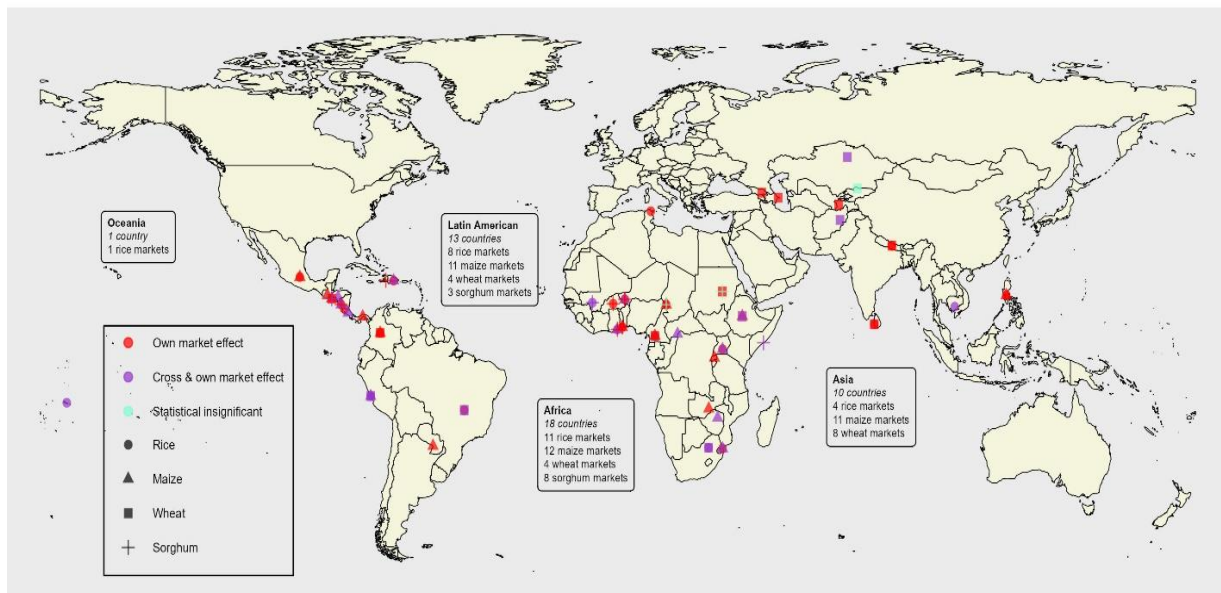 Oceania
1 country
1 rice markets
Latin American
13 countries
8 rice markets
11 maize markets
4 wheat markets
3 sorghum markets
Own market effect
Cross & own market effect
Statistical insignificant
Rice
Maize
Wheat
Sorghum
Africa
18 countries
11 rice markets
12 maize markets
4 wheat markets
8 sorghum markets
Asia
10 countries
4 rice markets
11 maize markets
8 wheat markets